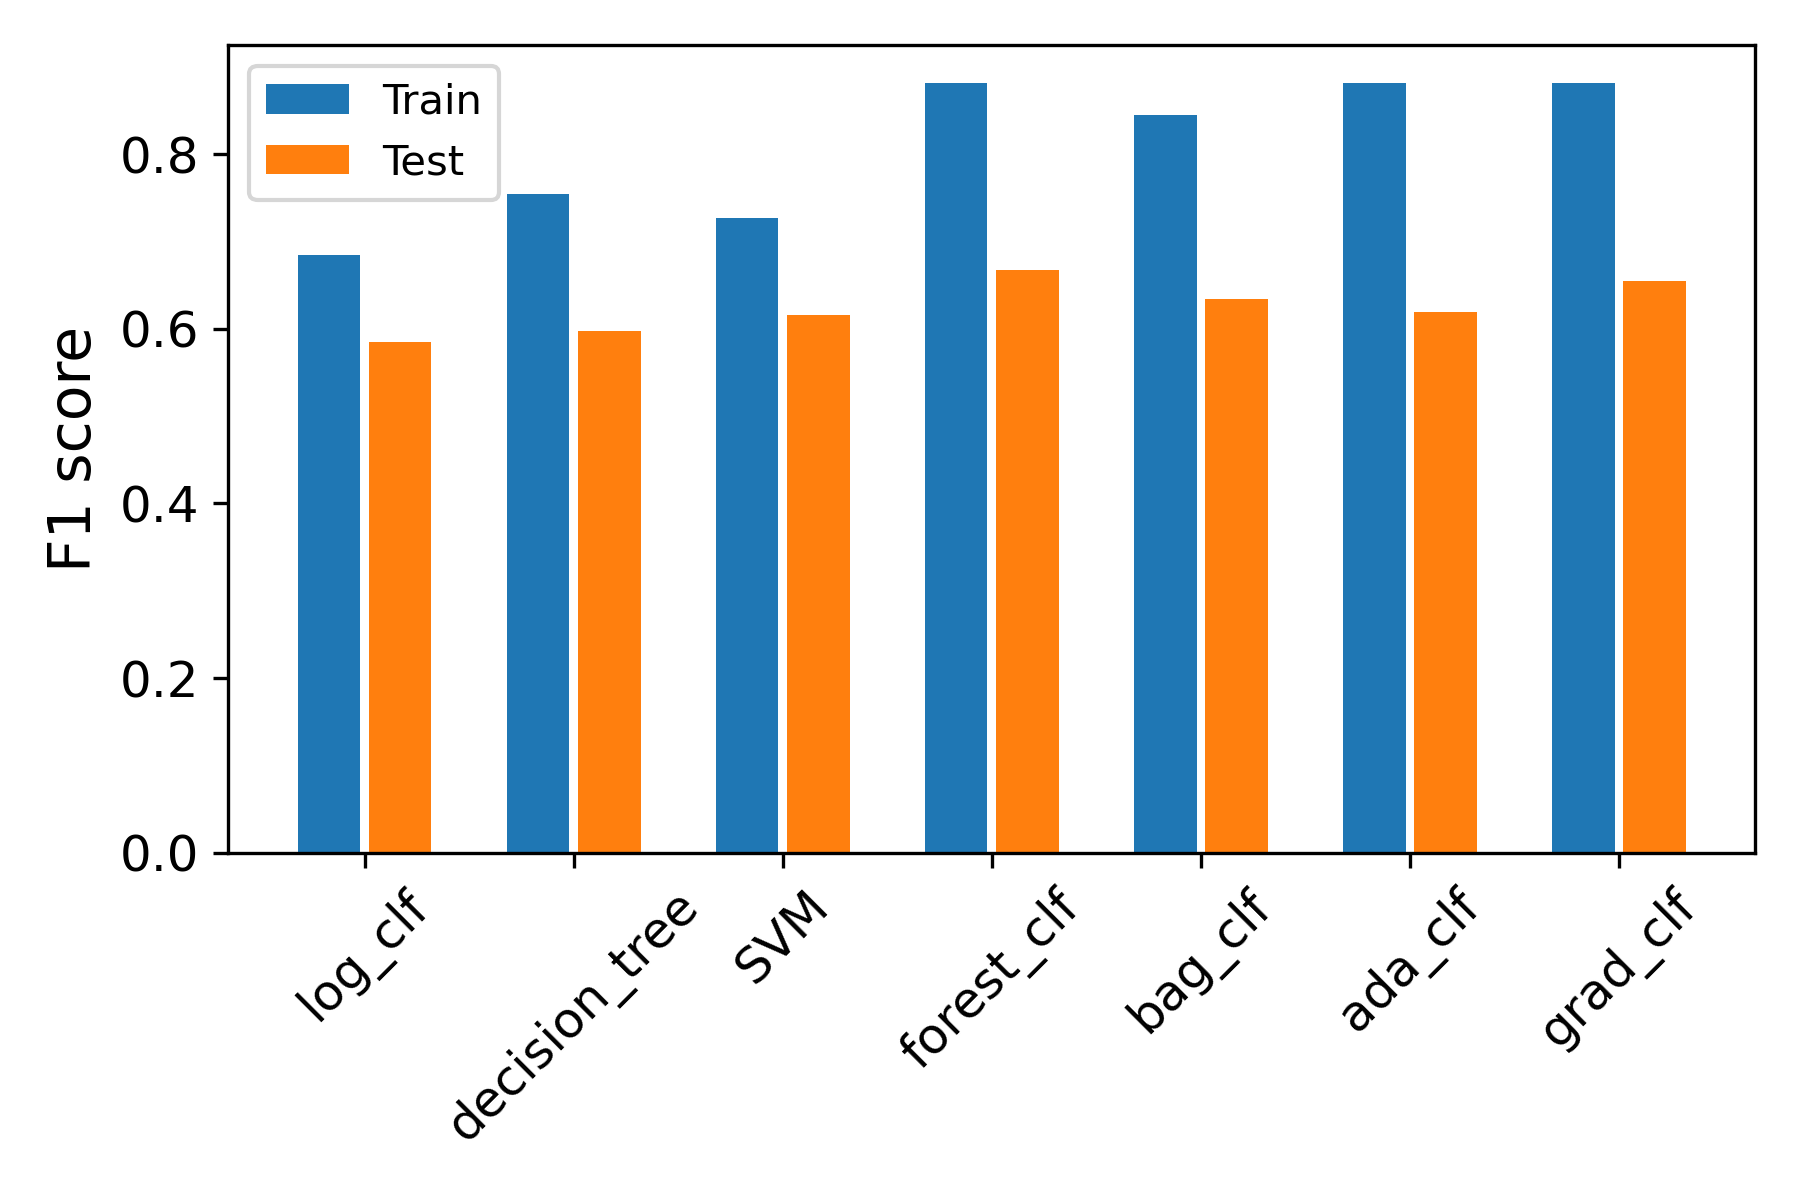 Train
Test
F1 score
0.8
0.6
0.4
0.2
0.0
log_clf
decision_tree
SVM
forest_clf
bag_clf
ada_clf
grad_clf